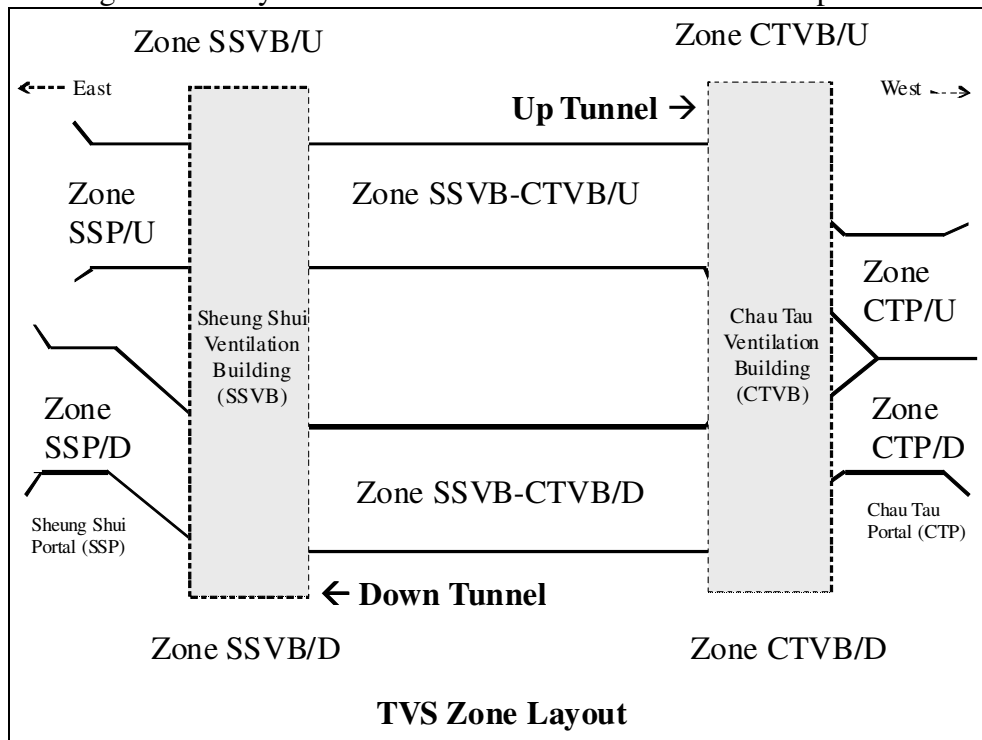 Zone SSVB/U
Zone CTVB/U
East
West
Up Tunnel →
Zone
SSP/U
Zone SSVB-CTVB/U
Zone
CTP/U
Sheung Shui
Ventilation
Building
(SSVB)
Chau Tau
Ventilation
Building
(CTVB)
Zone
SSP/D
Zone
CTP/D
Zone SSVB-CTVB/D
Sheung Shui
Portal (SSP)
Chau Tau
Portal (CTP)
← Down Tunnel
Zone SSVB/D
Zone CTVB/D
TVS Zone Layout